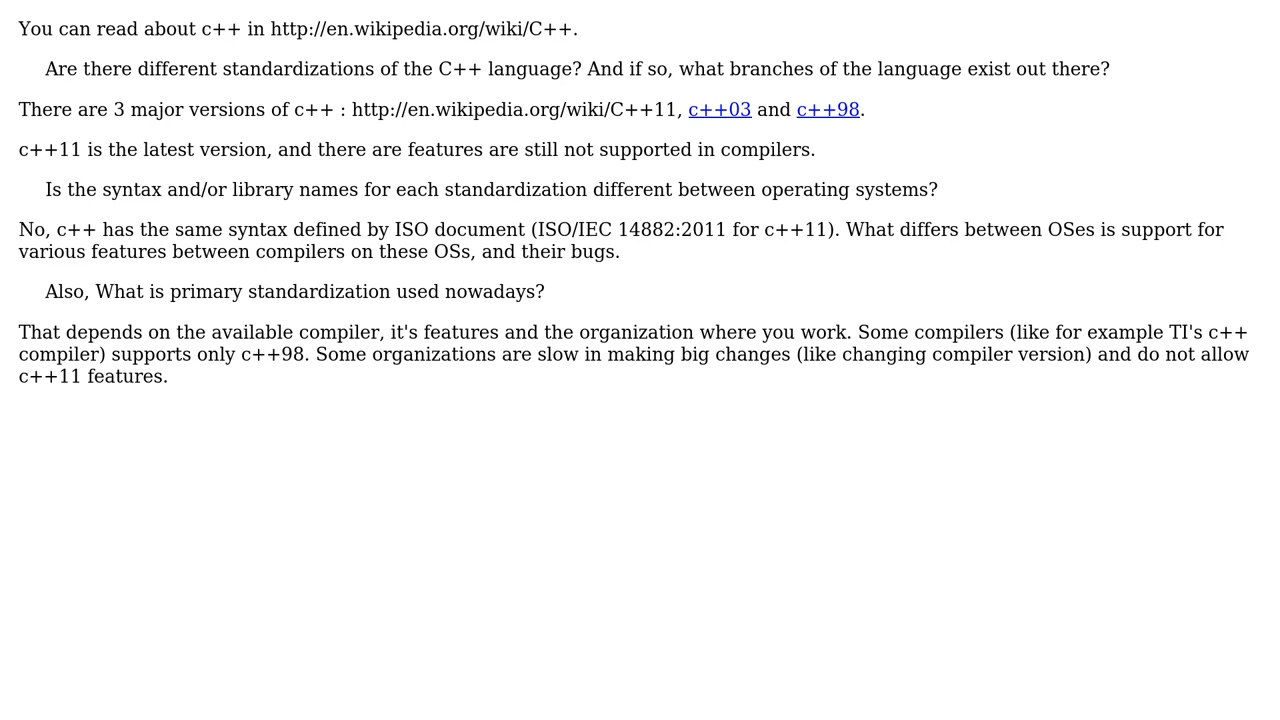 You can read about c++ in http://en.wikipedia.org/wiki/C++.
Are there different standardizations of the C++ language? And if so, what branches of the language exist out there?
There are 3 major versions of c++ : http://en.wikipedia.org/wiki/C++11, c++03 and c++98.
c++11 is the latest version, and there are features are still not supported in compilers.
Is the syntax and/or library names for each standardization different between operating systems?
No, c++ has the same syntax defined by ISO document (ISO/IEC 14882:2011 for c++11). What differs between OSes is support for
various features between compilers on these OSs, and their bugs.
Also, What is primary standardization used nowadays?
That depends on the available compiler, it's features and the organization where you work. Some compilers (like for example TI's c++
compiler) supports only c++98. Some organizations are slow in making big changes (like changing compiler version) and do not allow
c++11 features.